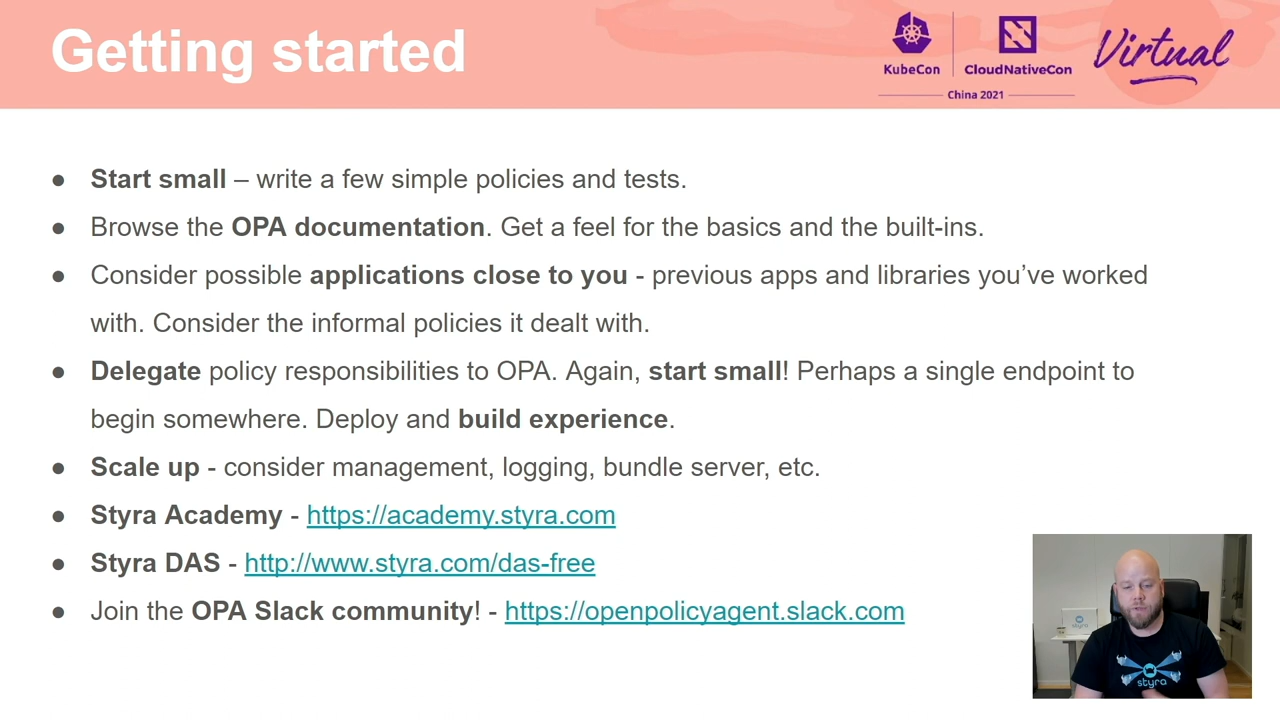 Getting started
KubeCon
CloudNativeCon
China 2021
Virtual
● Start small – write a few simple policies and tests.
● Browse the OPA documentation. Get a feel for the basics and the built-ins.
● Consider possible applications close to you - previous apps and libraries you’ve worked
with. Consider the informal policies it dealt with.
● Delegate policy responsibilities to OPA. Again, start small! Perhaps a single endpoint to
begin somewhere. Deploy and build experience.
● Scale up - consider management, logging, bundle server, etc.
● Styra Academy - https://academy.styra.com
● Styra DAS - http://www.styra.com/das-free
● Join the OPA Slack community! - https://openpolicyagent.slack.com
styra
styra